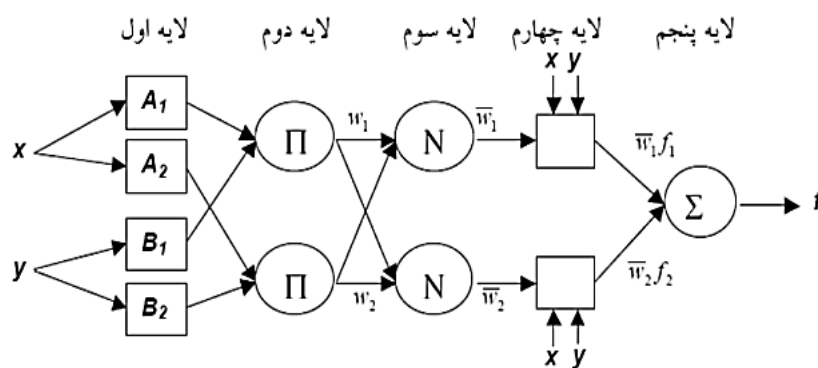 لایه اول لایه دوم لایه سوم لایه چهارم لایه پنجم
x y
A₁ w₁ w̅₁
x Π N w̅₁f₁
A₂
Σ f
B₁
y w̅₂f₂
B₂ Π w₂ N w̅₂
x y